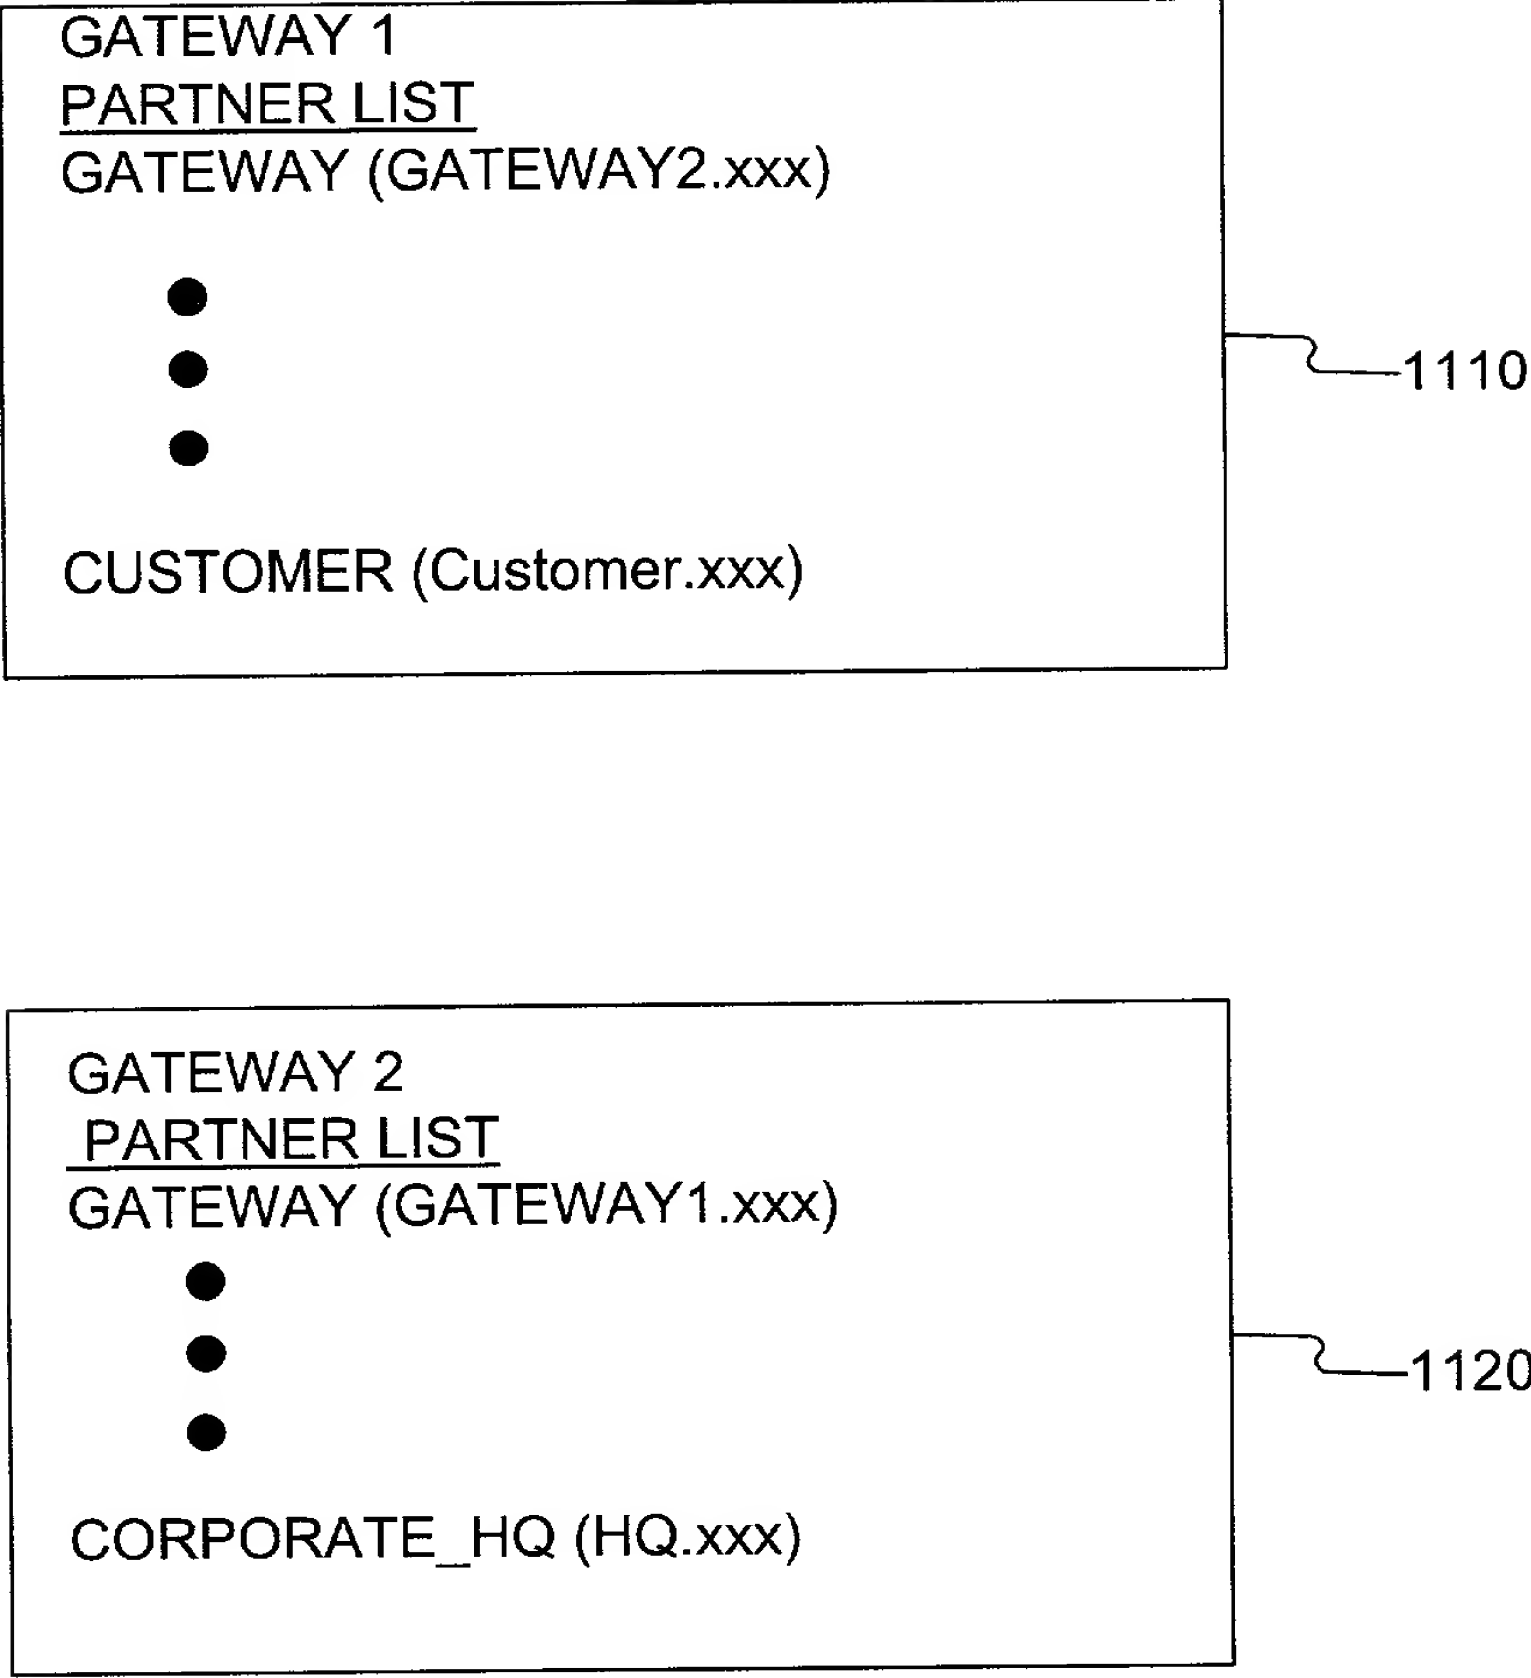 GATEWAY 1
PARTNER LIST
GATEWAY (GATEWAY2.xxx)
1110
CUSTOMER (Customer.xxx)
GATEWAY 2
PARTNER LIST
GATEWAY (GATEWAY1.xxx)
1120
CORPORATE_HQ (HQ.xxx)